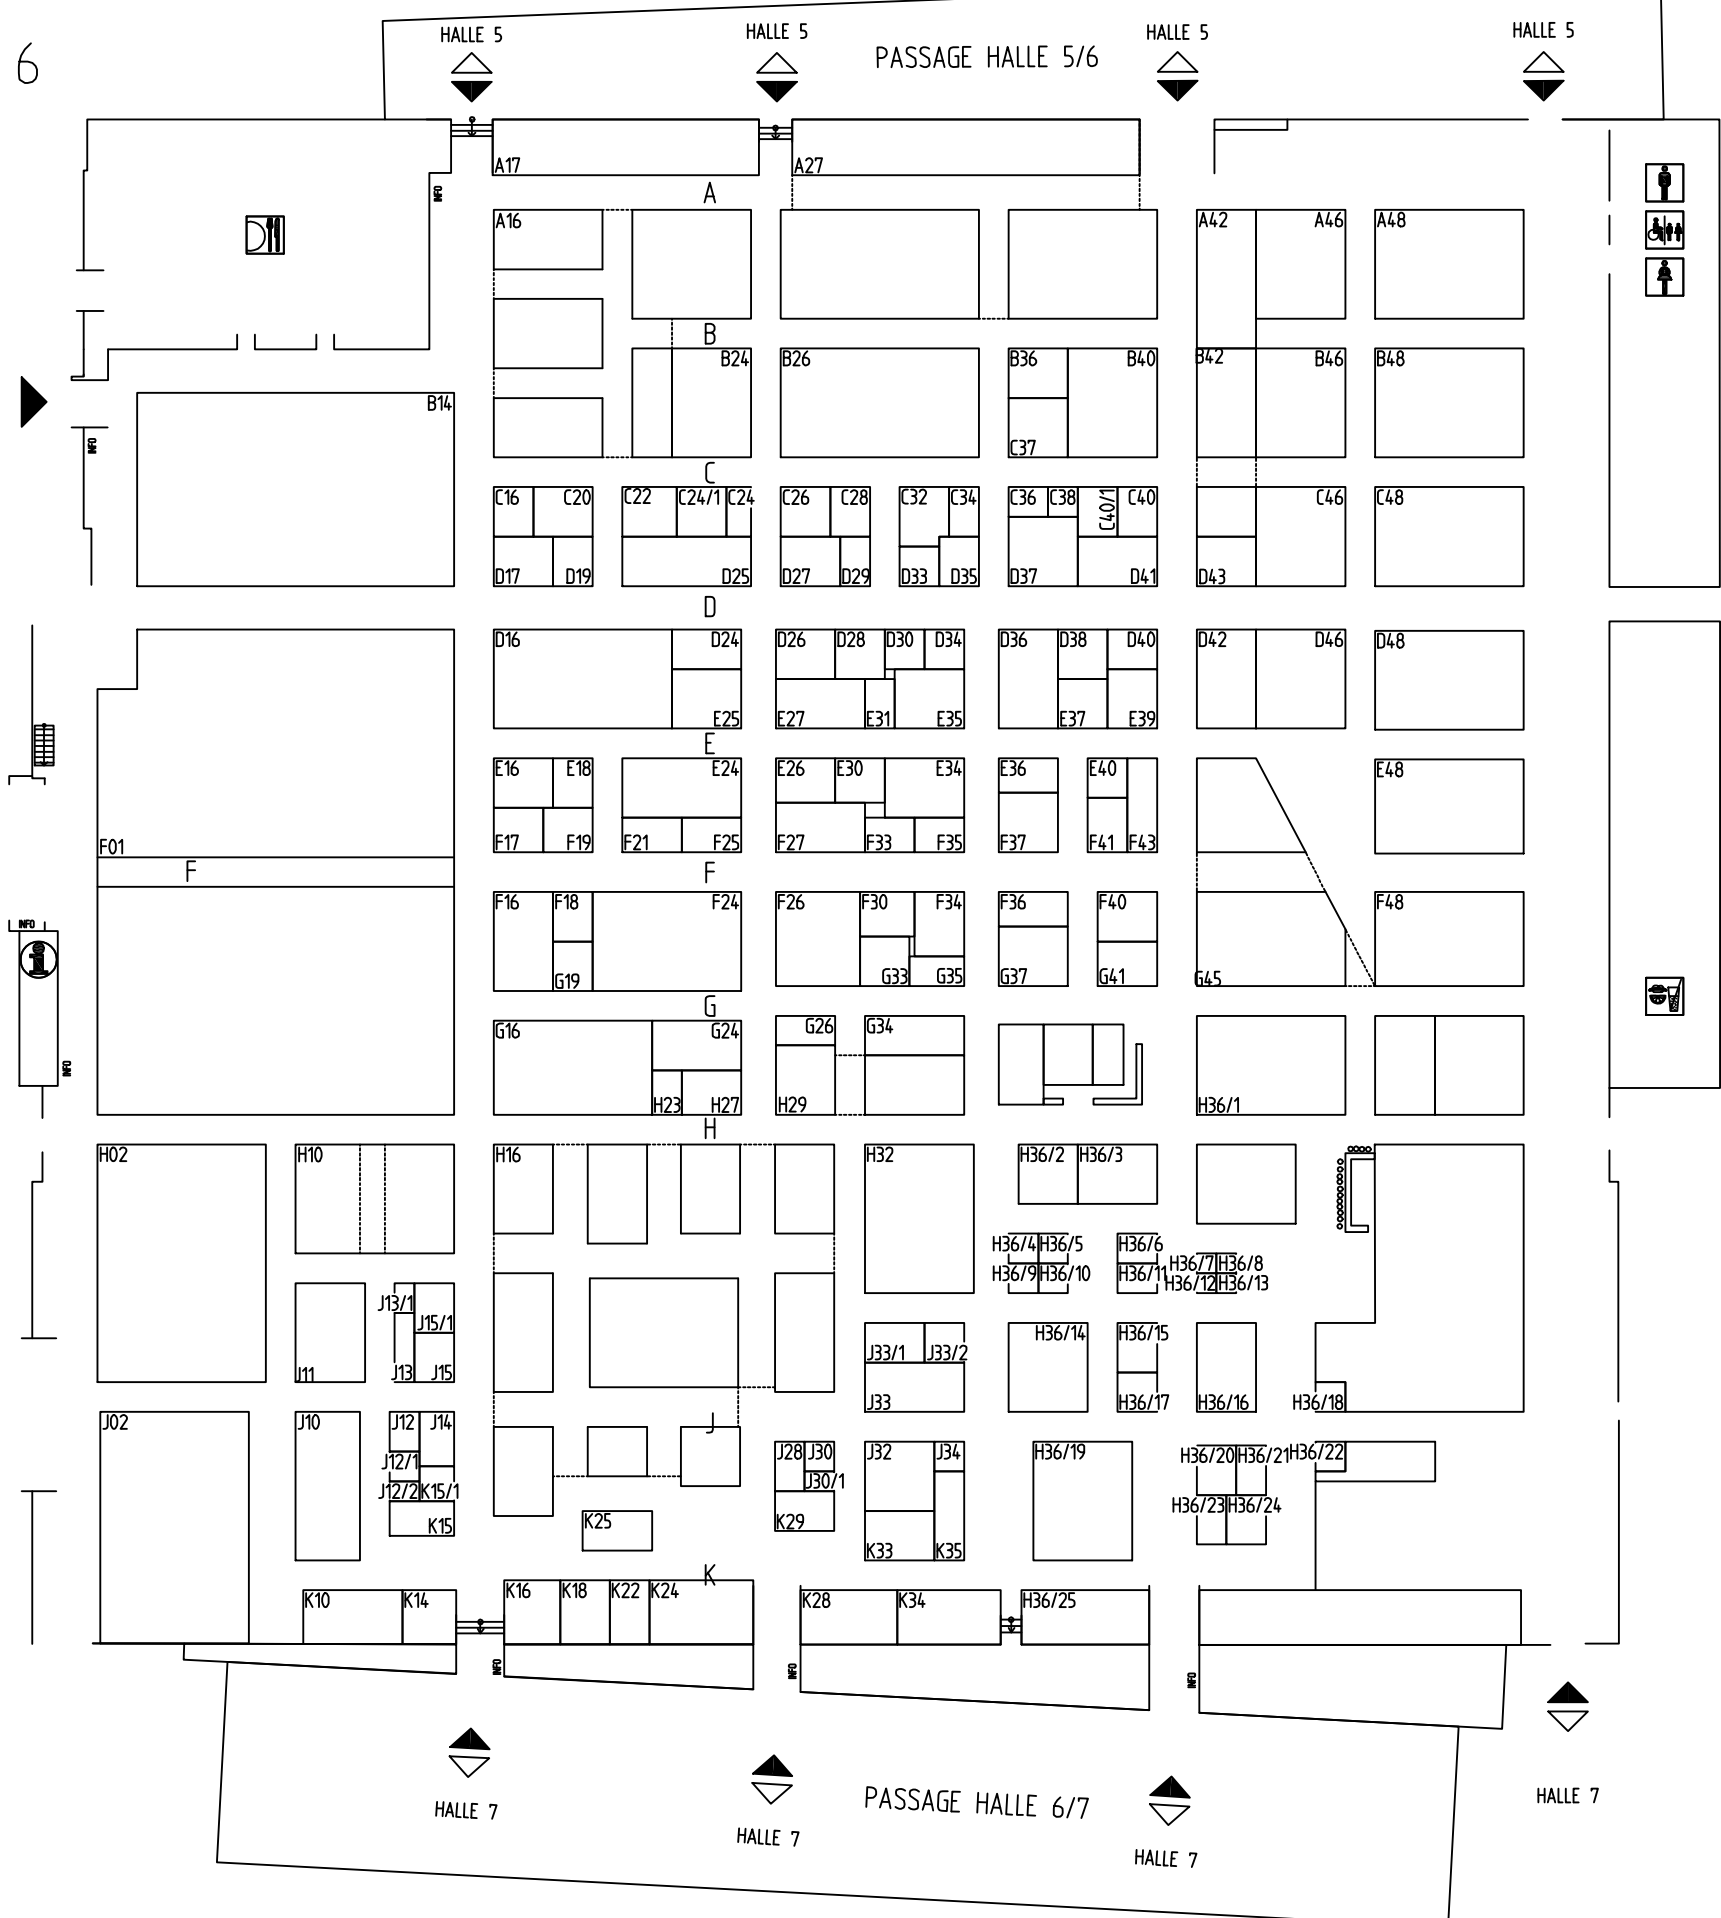 HALLE 5
HALLE 5
HALLE 5
HALLE 5
PASSAGE HALLE 5/6
6
A17
A27
INFO
A
A16
A42
A46
A48
B
B24
B26
B36
B40
B42
B46
B48
B14
INFO
C37
C
C16
C20
C22
C24/1
C24
C26
C28
C32
C34
C36
C38
C40/1
C40
C46
C48
D17
D19
D25
D27
D29
D33
D35
D37
D41
D43
D
D16
D24
D26
D28
D30
D34
D36
D38
D40
D42
D46
D48
E25
E27
E31
E35
E37
E39
E
E16
E18
E24
E26
E30
E34
E36
E40
E48
F01
F17
F19
F21
F25
F27
F33
F35
F37
F41
F43
F
F
F16
F18
F24
F26
F30
F34
F36
F40
F48
INFO
G19
G33
G35
G37
G41
G45
G
G16
G24
G26
G34
INFO
H23
H27
H29
H36/1
H
H02
H10
H16
H32
H36/2
H36/3
H36/4
H36/5
H36/6
H36/7
H36/8
H36/9
H36/10
H36/11
H36/12
H36/13
J13/1
J15/1
J33/1
J33/2
H36/14
H36/15
J11
J13
J15
J33
H36/17
H36/16
H36/18
J
J02
J10
J12
J14
J12/1
J12/2
K15/1
K15
J28
J30
J30/1
J32
J34
H36/19
H36/20
H36/21
H36/22
H36/23
H36/24
K25
K29
K33
K35
K
K10
K14
K16
K18
K22
K24
K28
K34
H36/25
INFO
INFO
INFO
PASSAGE HALLE 6/7
HALLE 7
HALLE 7
HALLE 7
HALLE 7